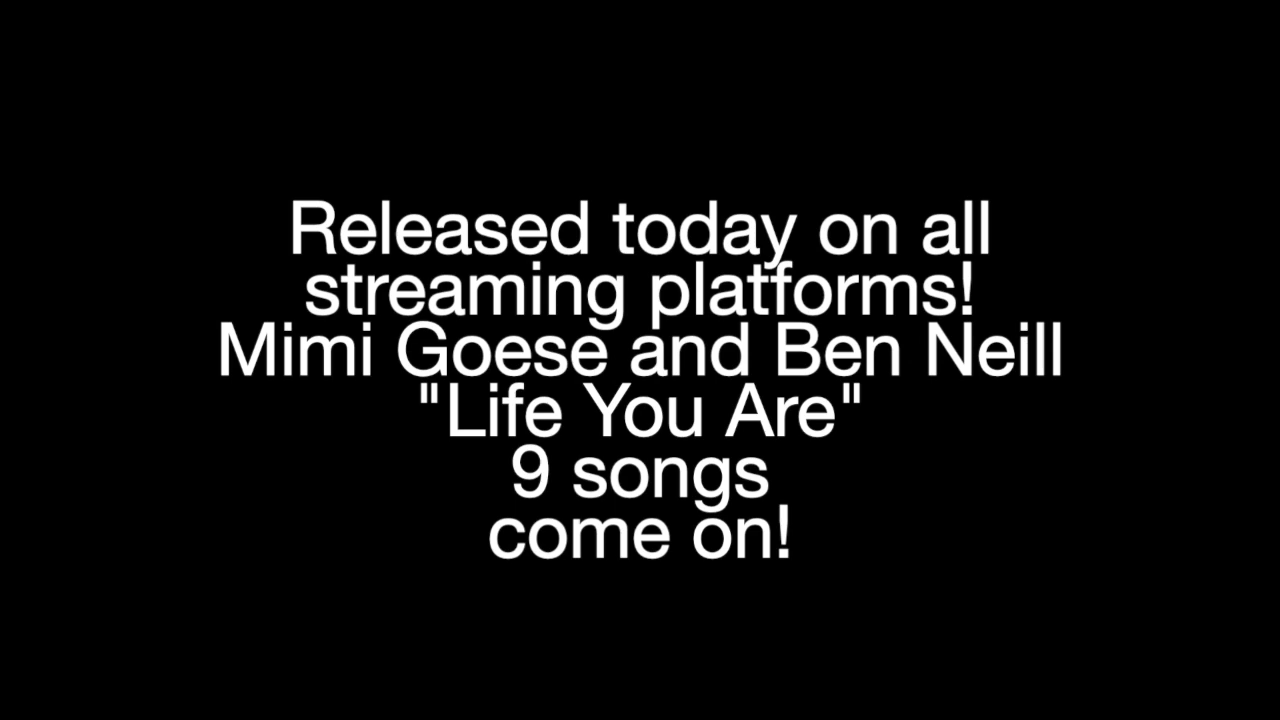 Released today on all
streaming platforms!
Mimi Goese and Ben Neill
"Life You Are"
9 songs
come on!